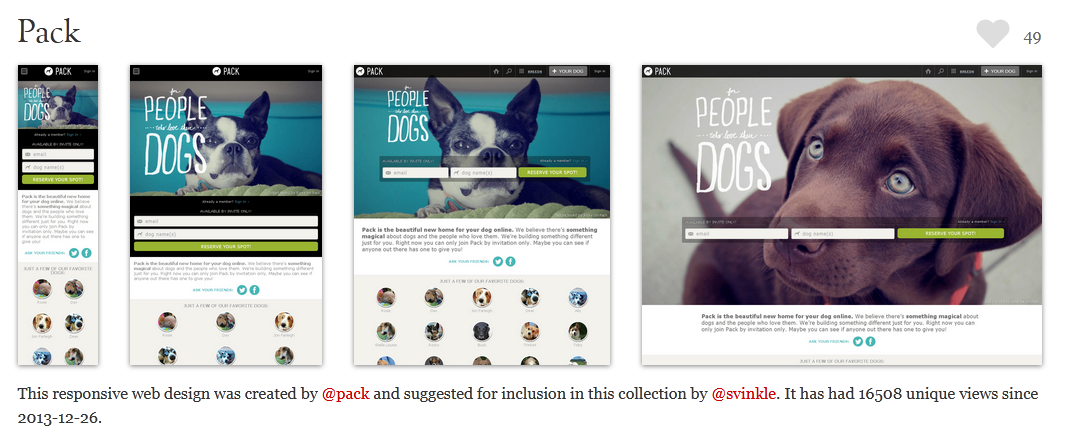 Pack
49
PACK
Sign in
for
PEOPLE
who love their
DOGS
Already a member? Sign in
AVAILABLE BY INVITE ONLY!
email
dog name(s)
RESERVE YOUR SPOT!
Pack is the beautiful new home
for your dog online. We believe
there's something magical
about dogs and the people who
love them. We're building
something different just for you.
Right now you can only join Pack
by invitation only. Maybe you can
see if anyone out there has one to
give you!
ASK YOUR FRIENDS:
JUST A FEW OF OUR FAVORITE
DOGS:
PACK
Sign in
for
PEOPLE
who love their
DOGS
AVAILABLE BY INVITE ONLY!
email
dog name(s)
RESERVE YOUR SPOT!
Pack is the beautiful new home for your dog online. We believe there's something
magical about dogs and the people who love them. We're building something different
just for you. Right now you can only join Pack by invitation only. Maybe you can see if
anyone out there has one to give you!
ASK YOUR FRIENDS:
JUST A FEW OF OUR FAVORITE DOGS:
PACK
BREEDS
+ YOUR DOG
Sign in
for
PEOPLE
who love their
DOGS
AVAILABLE BY INVITE ONLY!
Already a member? Sign in
email
dog name(s)
RESERVE YOUR SPOT!
Pack is the beautiful new home for your dog online. We believe there's something
magical about dogs and the people who love them. We're building something different
just for you. Right now you can only join Pack by invitation only. Maybe you can see if
anyone out there has one to give you!
ASK YOUR FRIENDS:
JUST A FEW OF OUR FAVORITE DOGS:
PACK
BREEDS
+ YOUR DOG
Sign in
for
PEOPLE
who love their
DOGS
AVAILABLE BY INVITE ONLY!
Already a member? Sign in
email
dog name(s)
RESERVE YOUR SPOT!
Pack is the beautiful new home for your dog online. We believe there's something magical about
dogs and the people who love them. We're building something different just for you. Right now you can
only join Pack by invitation only. Maybe you can see if anyone out there has one to give you!
ASK YOUR FRIENDS:
JUST A FEW OF OUR FAVORITE DOGS:
This responsive web design was created by @pack and suggested for inclusion in this collection by @svinkle. It has had 16508 unique views since
2013-12-26.